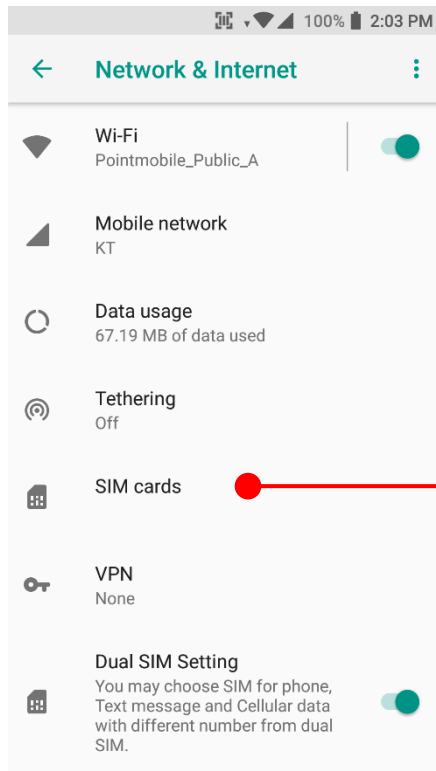 100% 2:03 PM
Network & Internet
Wi-Fi
Pointmobile_Public_A
Mobile network
KT
Data usage
67.19 MB of data used
Tethering
Off
SIM cards
VPN
None
Dual SIM Setting
You may choose SIM for phone,
Text message and Cellular data
with different number from dual
SIM.